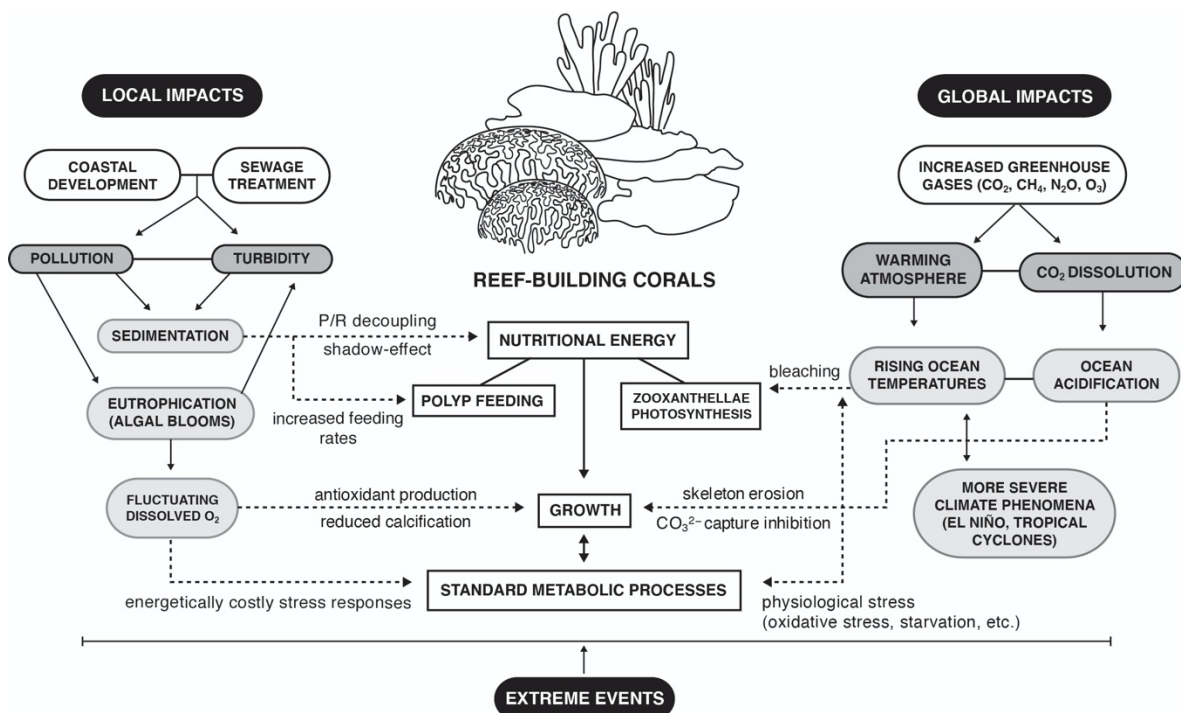 LOCAL IMPACTS
COASTAL
DEVELOPMENT
SEWAGE
TREATMENT
POLLUTION
TURBIDITY
SEDIMENTATION
EUTROPHICATION
(ALGAL BLOOMS)
FLUCTUATING
DISSOLVED O₂
REEF-BUILDING CORALS
P/R decoupling
shadow-effect
increased feeding
rates
NUTRITIONAL ENERGY
POLYP FEEDING
ZOOXANTHELLAE
PHOTOSYNTHESIS
antioxidant production
reduced calcification
GROWTH
energetically costly stress responses
STANDARD METABOLIC PROCESSES
GLOBAL IMPACTS
INCREASED GREENHOUSE
GASES (CO₂, CH₄, N₂O, O₃)
WARMING
ATMOSPHERE
CO₂ DISSOLUTION
bleaching
RISING OCEAN
TEMPERATURES
OCEAN
ACIDIFICATION
skeleton erosion
CO₃²⁻ capture inhibition
MORE SEVERE
CLIMATE PHENOMENA
(EL NIÑO, TROPICAL
CYCLONES)
physiological stress
(oxidative stress, starvation, etc.)
EXTREME EVENTS